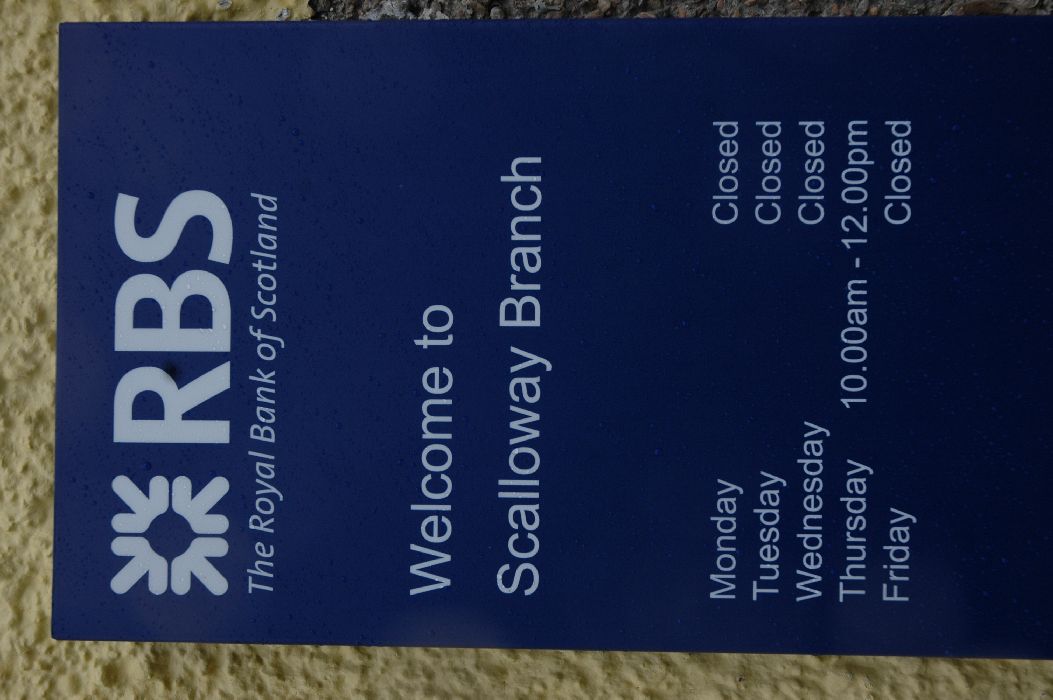 RBS
The Royal Bank of Scotland
Welcome to
Scalloway Branch
Monday Closed
Tuesday Closed
Wednesday Closed
Thursday 10.00am - 12.00pm
Friday Closed